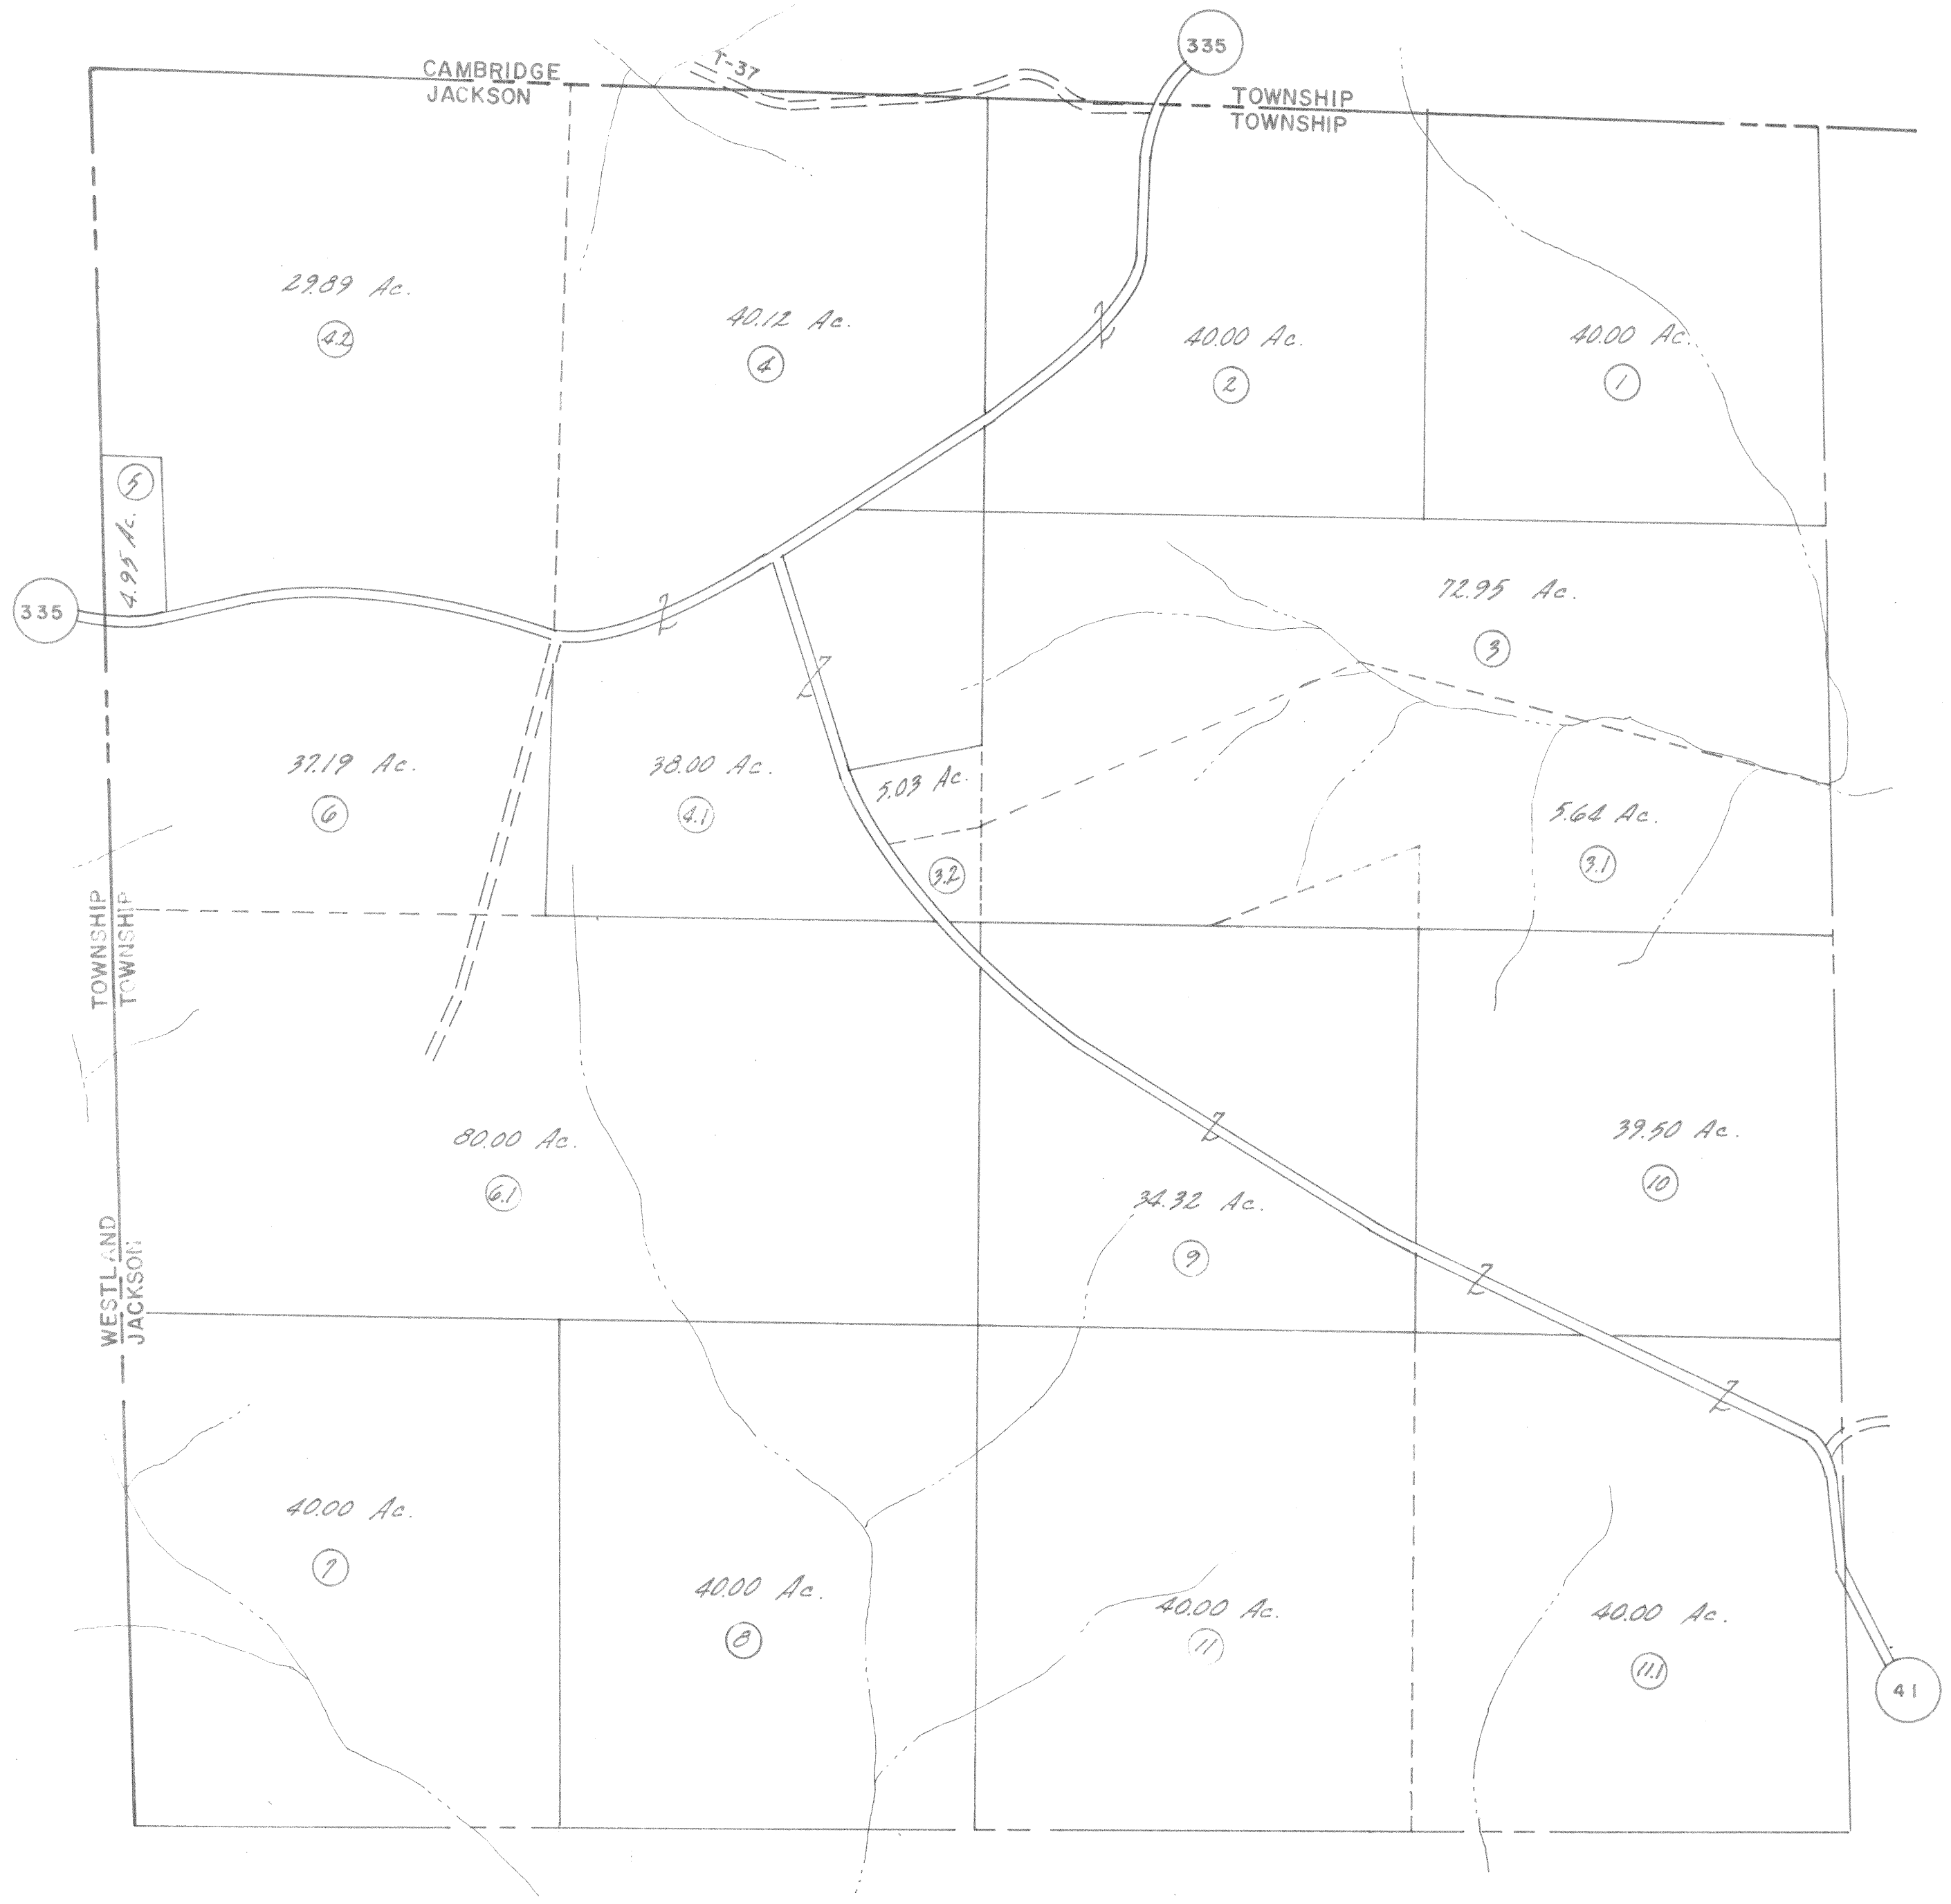 335
T-37
CAMBRIDGE TOWNSHIP
JACKSON TOWNSHIP
29.89 Ac.
4.2
40.12 Ac.
4
40.00 Ac.
2
40.00 Ac.
1
5
4.95 Ac.
335
72.95 Ac.
3
37.19 Ac.
6
38.00 Ac.
4.1
5.03 Ac.
3.2
5.64 Ac.
3.1
WESTLAND TOWNSHIP
JACKSON TOWNSHIP
80.00 Ac.
6.1
34.32 Ac.
9
39.50 Ac.
10
40.00 Ac.
7
40.00 Ac.
8
40.00 Ac.
11
40.00 Ac.
11.1
41